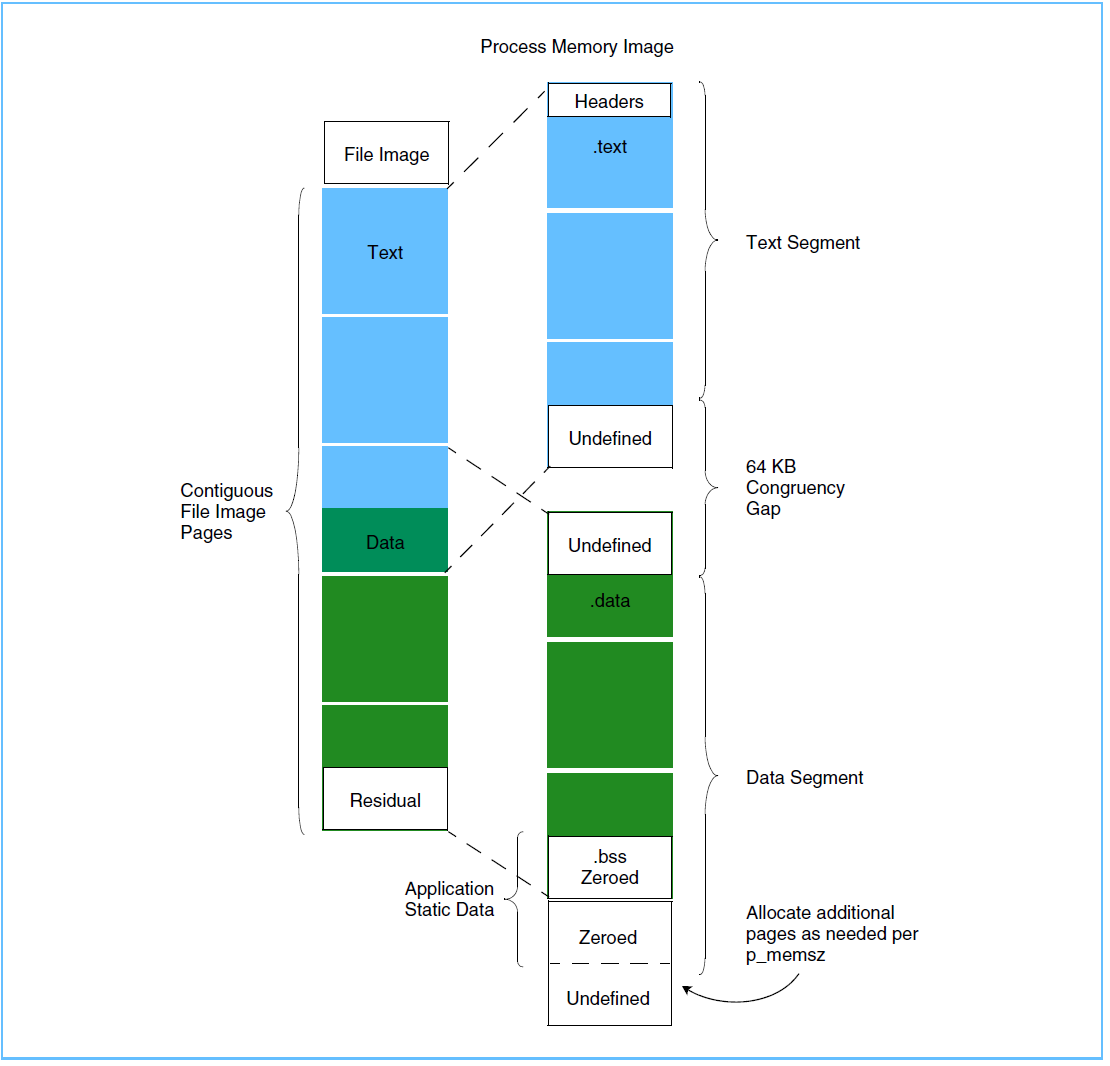 Process Memory Image
Headers
.text
File Image
Text
Text Segment
Undefined
64 KB
Congruency
Gap
Contiguous
File Image
Pages
Data
Undefined
.data
Data Segment
Residual
.bss
Zeroed
Application
Static Data
Zeroed
Allocate additional
pages as needed per
p_memsz
Undefined